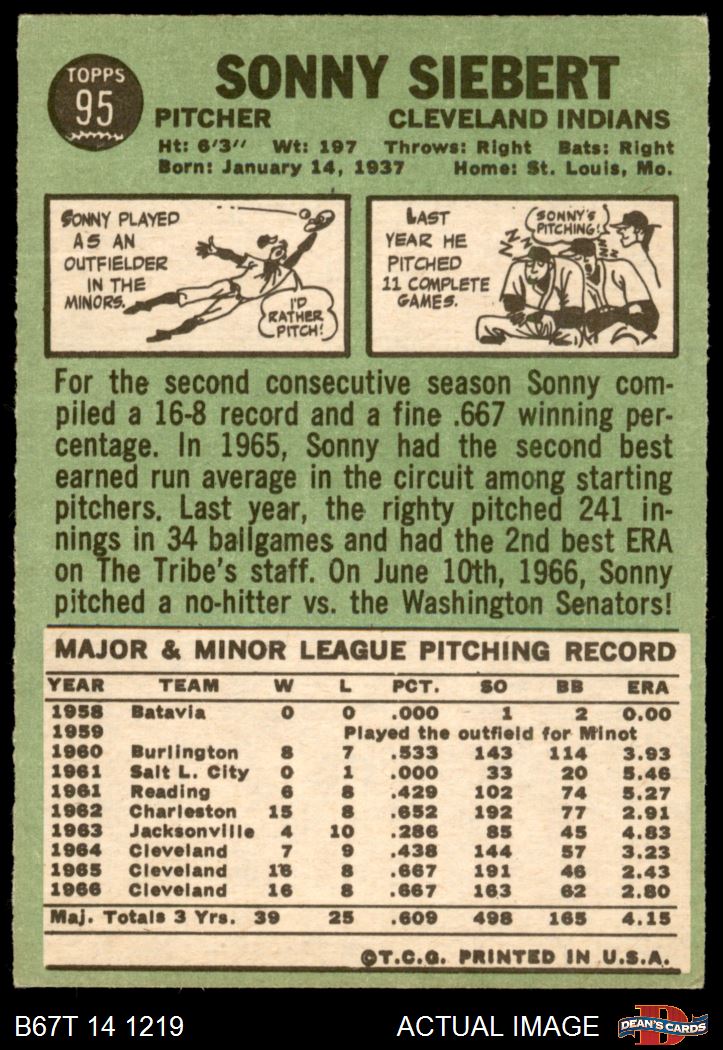 TOPPS
95
SONNY SIEBERT
PITCHER CLEVELAND INDIANS
Ht: 6'3" Wt: 197 Throws: Right Bats: Right
Born: January 14, 1937 Home: St. Louis, Mo.
SONNY PLAYED
AS AN
OUTFIELDER
IN THE
MINORS.
I'D
RATHER
PITCH!
LAST
YEAR HE
PITCHED
11 COMPLETE
GAMES.
SONNY'S
PITCHING!
ZZZZ
ZZZ
For the second consecutive season Sonny com-
piled a 16-8 record and a fine .667 winning per-
centage. In 1965, Sonny had the second best
earned run average in the circuit among starting
pitchers. Last year, the righty pitched 241 in-
nings in 34 ballgames and had the 2nd best ERA
on The Tribe's staff. On June 10th, 1966, Sonny
pitched a no-hitter vs. the Washington Senators!
MAJOR & MINOR LEAGUE PITCHING RECORD
YEAR TEAM W L PCT. SO BB ERA
1958 Batavia 0 0 .000 1 2 0.00
1959 Played the outfield for Minot
1960 Burlington 8 7 .533 143 114 3.93
1961 Salt L. City 0 1 .000 33 20 5.46
1961 Reading 6 8 .429 102 74 5.27
1962 Charleston 15 8 .652 192 77 2.91
1963 Jacksonville 4 10 .286 85 45 4.83
1964 Cleveland 7 9 .438 144 57 3.23
1965 Cleveland 16 8 .667 191 46 2.43
1966 Cleveland 16 8 .667 163 62 2.80
Maj. Totals 3 Yrs. 39 25 .609 498 165 4.15
©T.C.G. PRINTED IN U.S.A.
B67T 14 1219 ACTUAL IMAGE DEAN'S CARDS